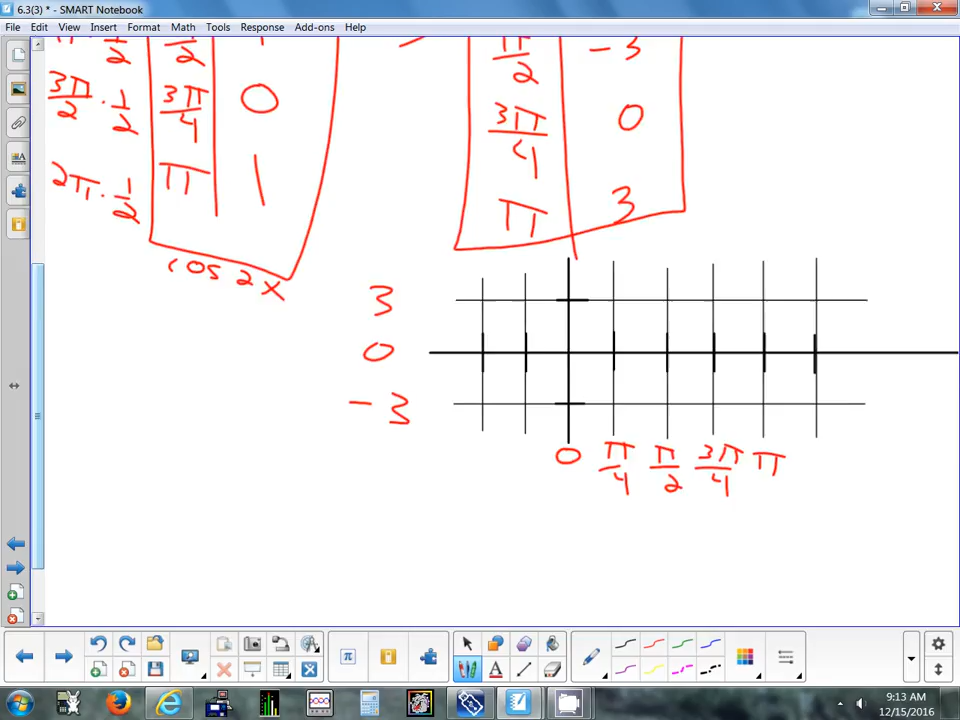 6.3(3) * - SMART Notebook
File Edit View Insert Format Math Tools Response Add-ons Help
3π/2 · 1/2 3π/4 0
2π · 1/2 π 1
cos 2x
π/2 -3
3π/4 0
π 3
3
0
-3
0 π/4 π/2 3π/4 π
9:13 AM
12/15/2016